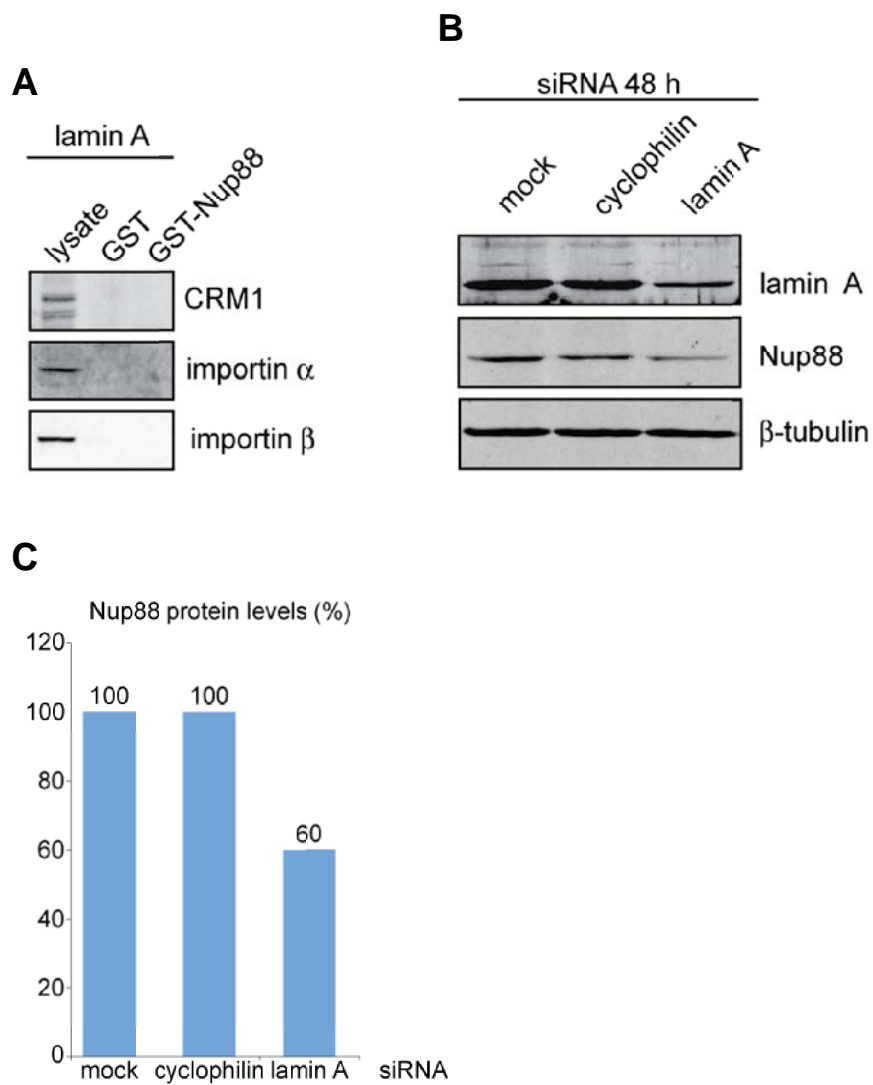 A
lamin A
lysate GST GST-Nup88
CRM1
importin α
importin β
B
siRNA 48 h
mock cyclophilin lamin A
lamin A
Nup88
β-tubulin
C
Nup88 protein levels (%)
120
100
80
60
40
20
0
100 100 60
mock cyclophilin lamin A siRNA